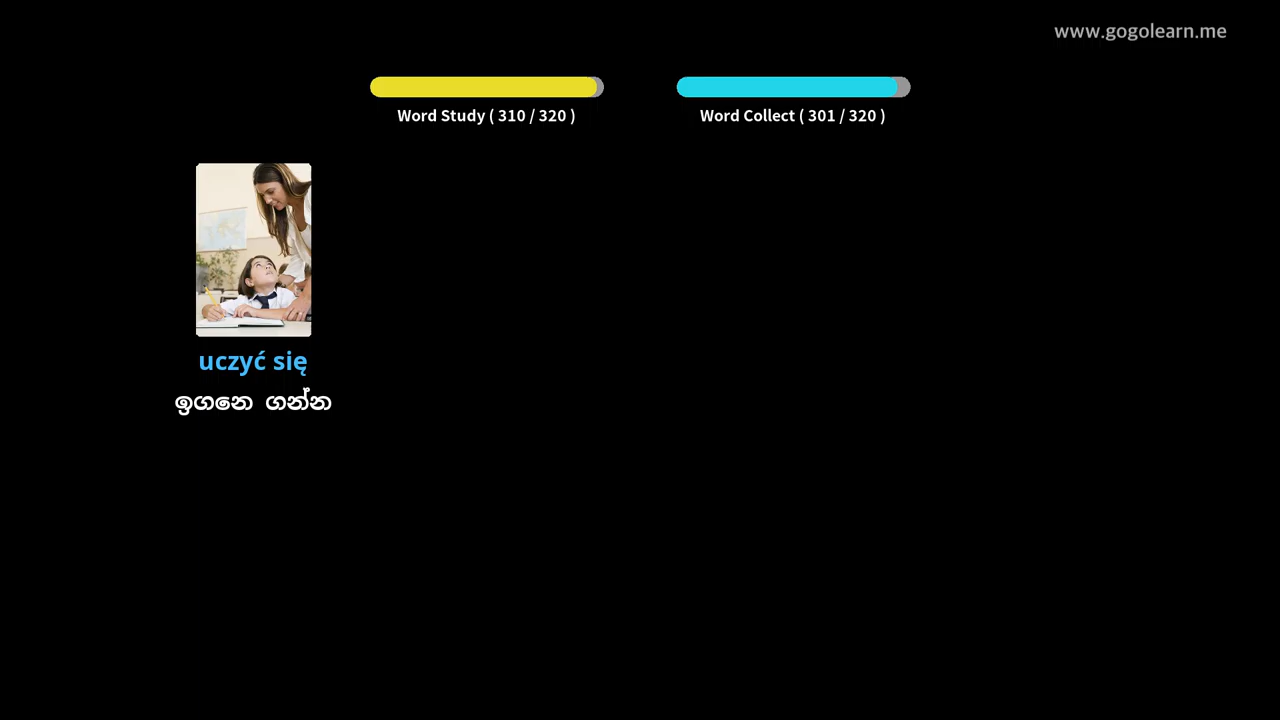 www.gogolearn.me
Word Study ( 310 / 320 )
Word Collect ( 301 / 320 )
uczyć się
ඉගනෙ ගන්න